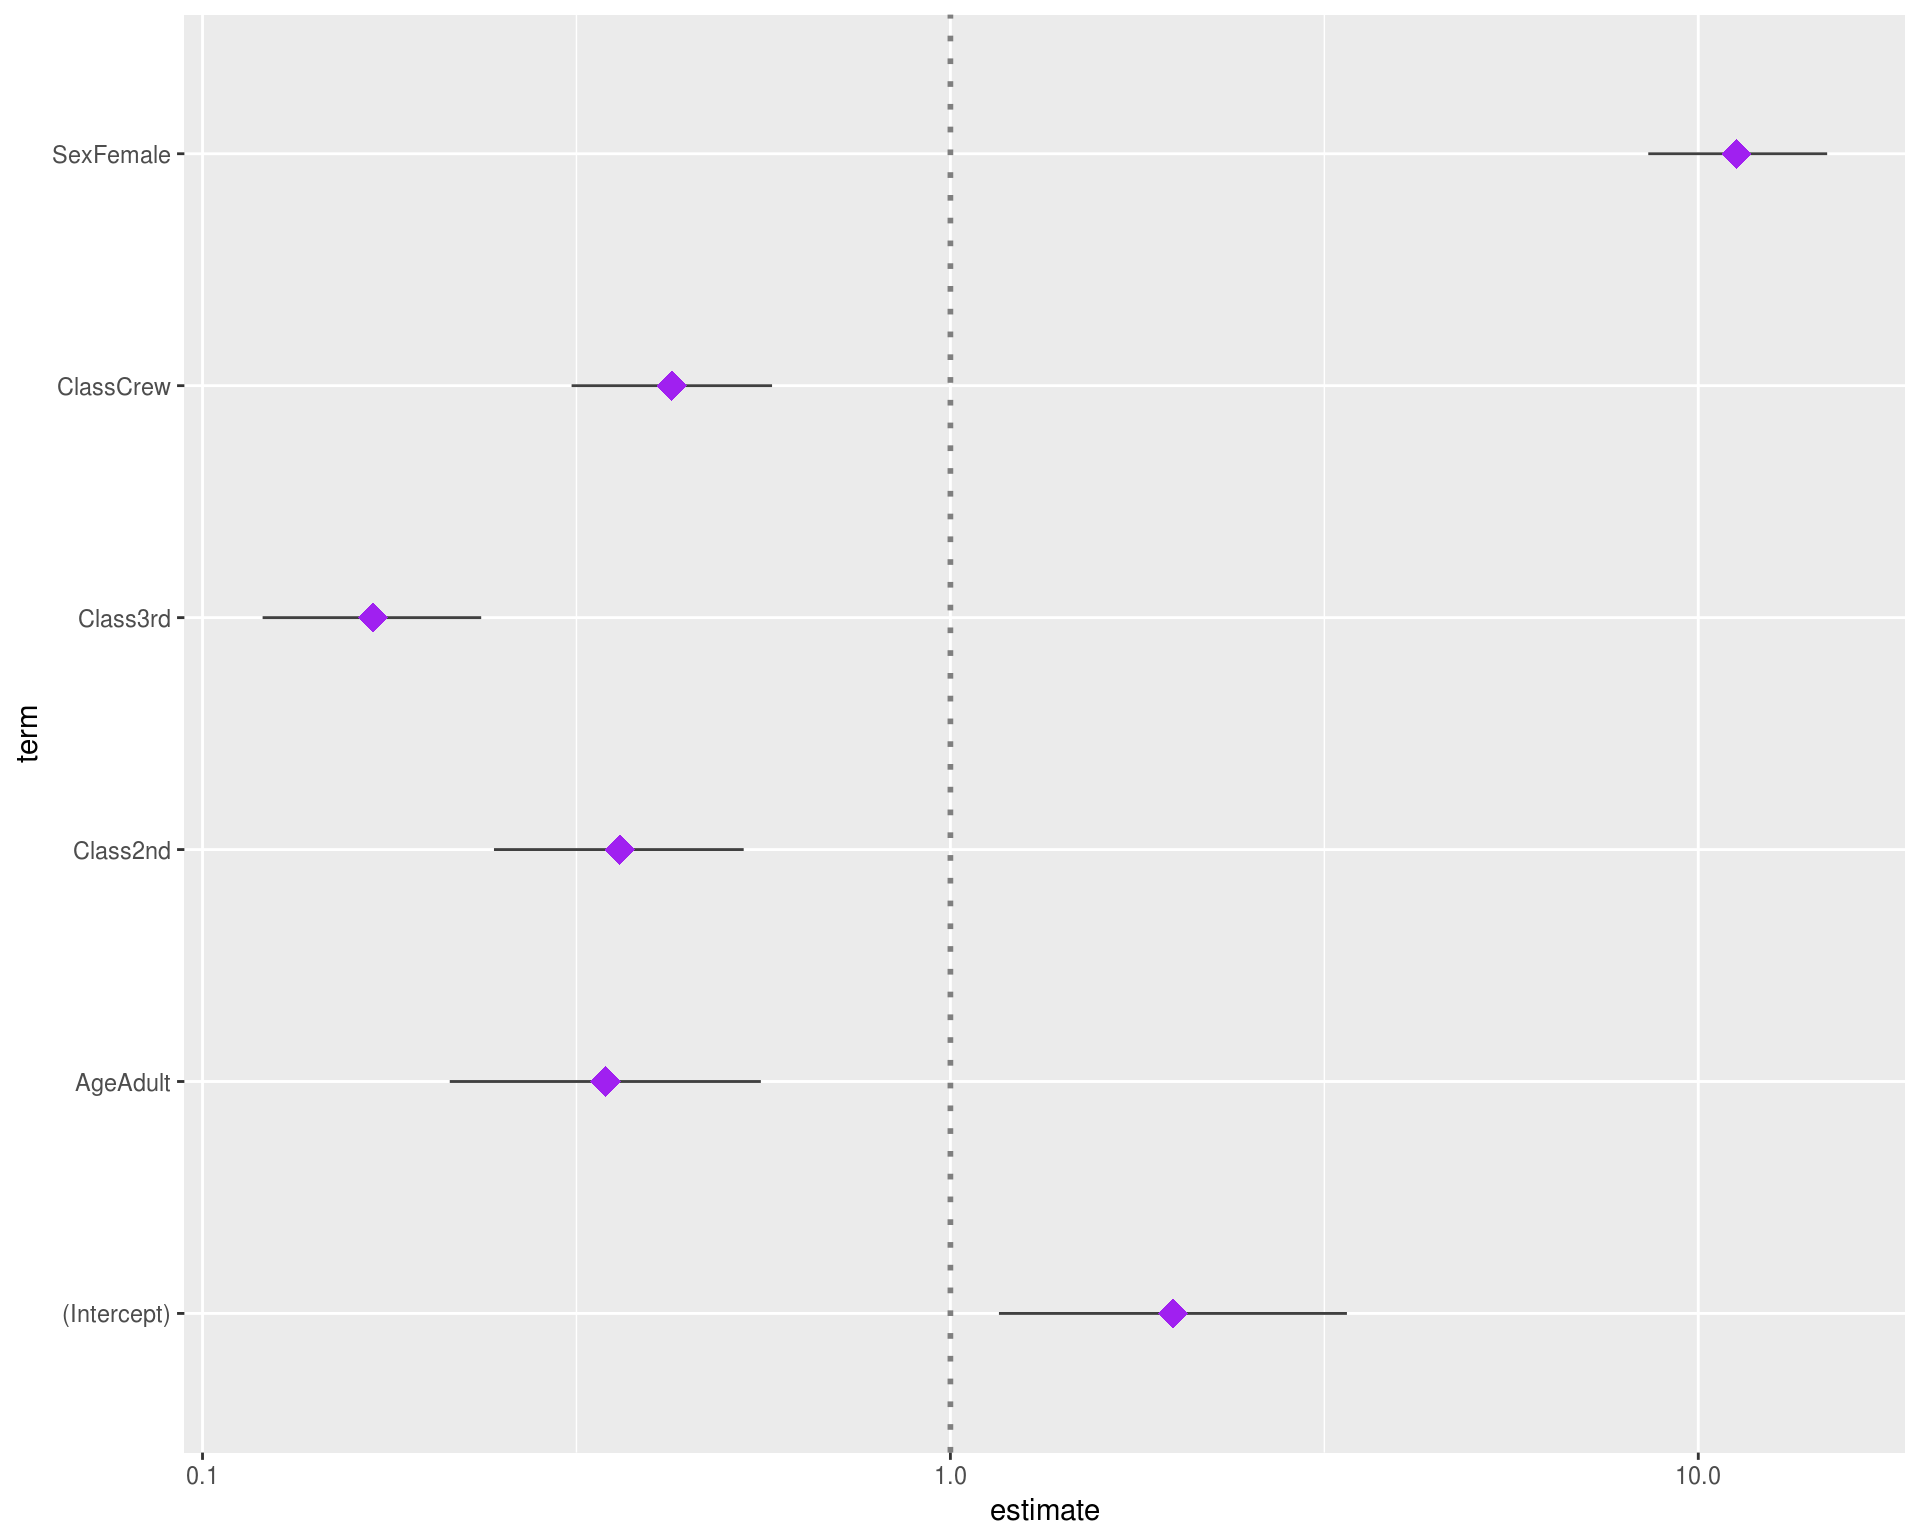 SexFemale
ClassCrew
Class3rd
Class2nd
AgeAdult
(Intercept)
term
0.1
1.0
10.0
estimate